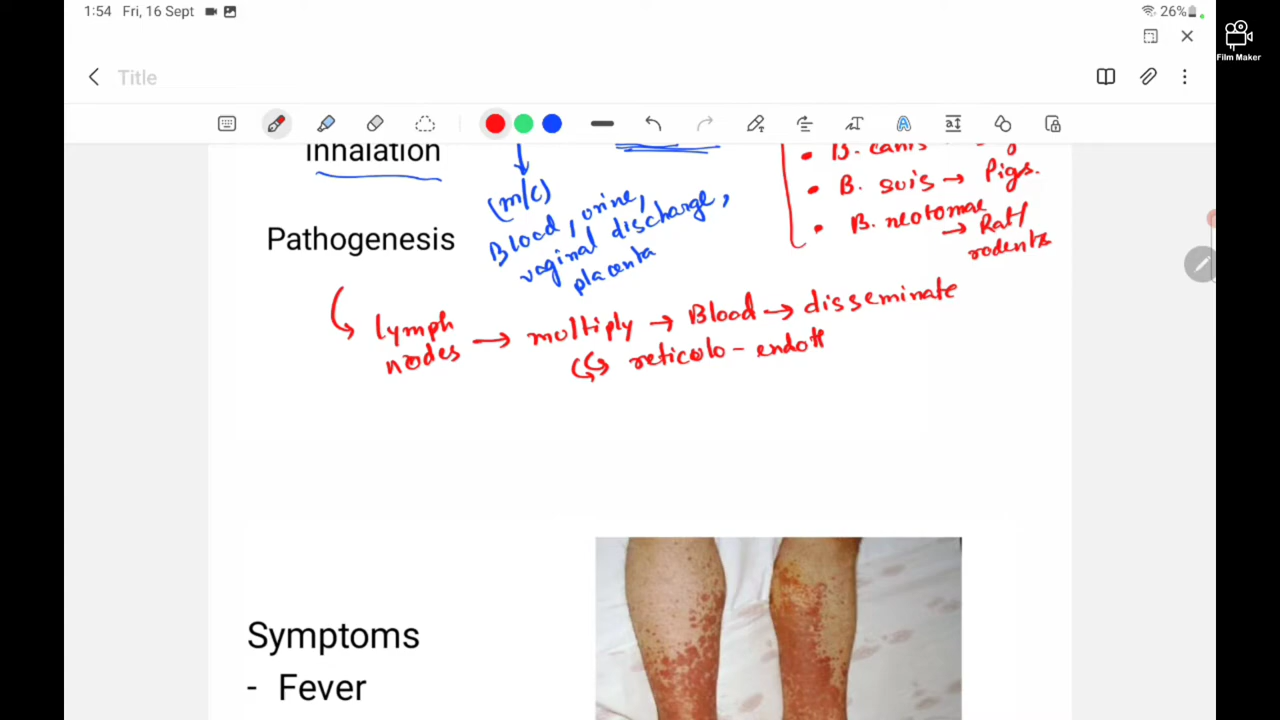 1:54 Fri, 16 Sept
26%
Film Maker
Title
Inhalation
(m/c)
Blood, urine,
vaginal discharge,
placenta
B. canis
B. suis → Pigs.
B. neotomae
→ Rat/
rodents
Pathogenesis
lymph
nodes → multiply → Blood → disseminate
reticulo - endoth
Symptoms
- Fever